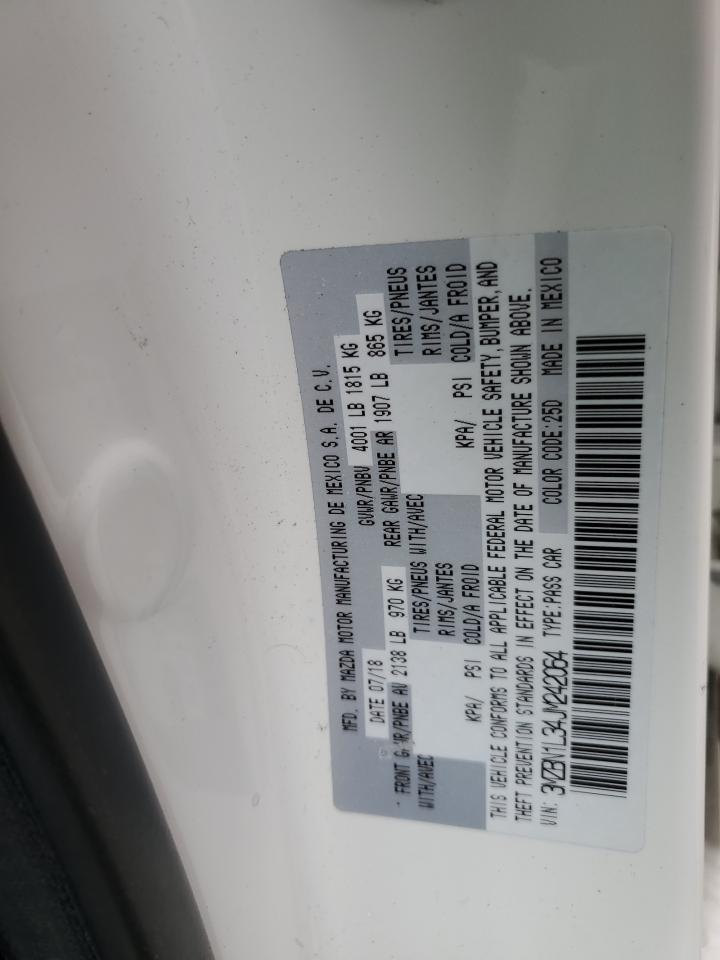 MFD. BY MAZDA MOTOR MANUFACTURING DE MEXICO S.A. DE C.V.
DATE 07/18 GVWR/PNBV 4001 LB 1815 KG
FRONT GAWR/PNBE AV 2138 LB 970 KG REAR GAWR/PNBE AR 1907 LB 865 KG
WITH/AVEC TIRES/PNEUS WITH/AVEC TIRES/PNEUS
RIMS/JANTES RIMS/JANTES
KPA/ PSI COLD/A FROID KPA/ PSI COLD/A FROID
THIS VEHICLE CONFORMS TO ALL APPLICABLE FEDERAL MOTOR VEHICLE SAFETY, BUMPER, AND
THEFT PREVENTION STANDARDS IN EFFECT ON THE DATE OF MANUFACTURE SHOWN ABOVE.
VIN: 3MZBN1L34JM242064 TYPE:PASS CAR COLOR CODE:25D MADE IN MEXICO